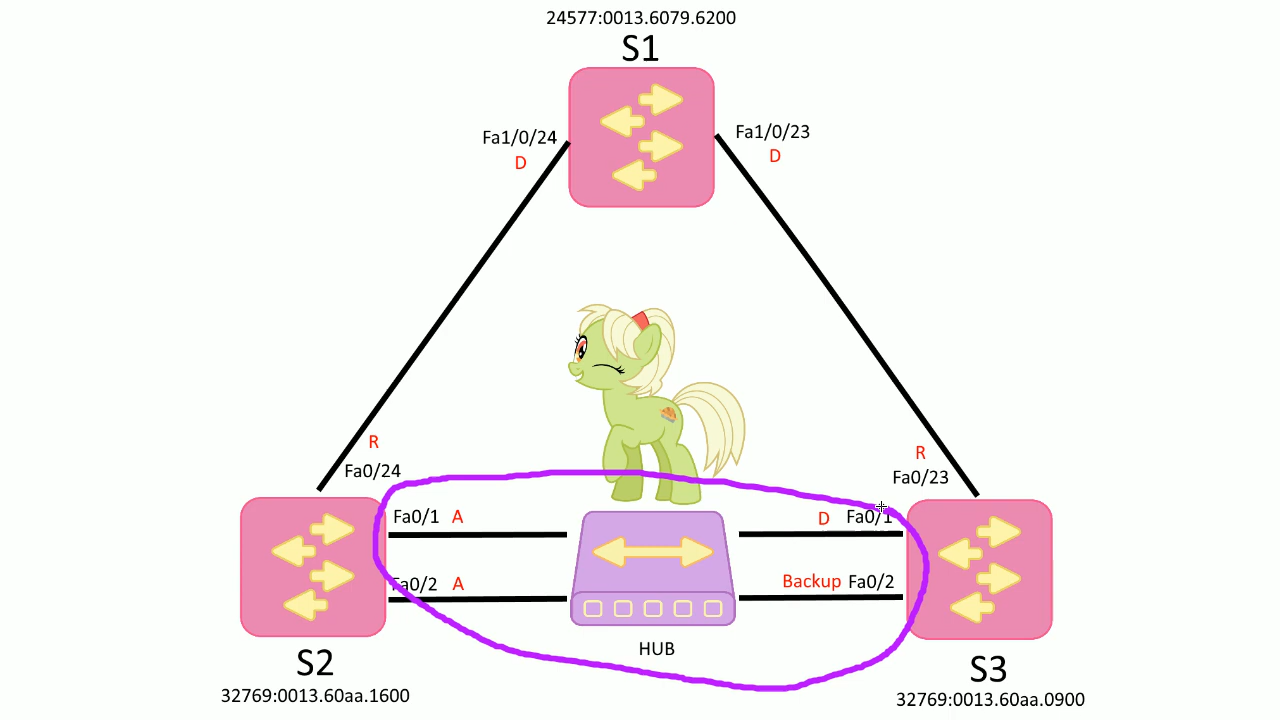 24577:0013.6079.6200
S1
Fa1/0/24
D
Fa1/0/23
D
R
Fa0/24
R
Fa0/23
Fa0/1 A
D Fa0/1
Fa0/2 A
Backup Fa0/2
HUB
S2
32769:0013.60aa.1600
S3
32769:0013.60aa.0900